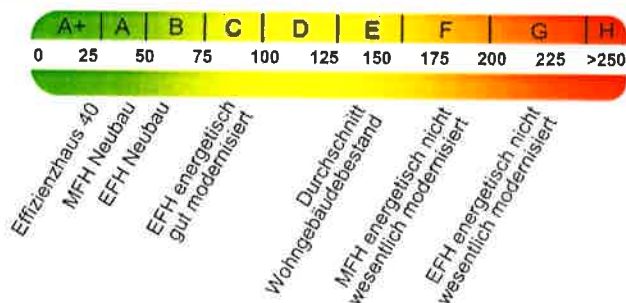 A+ A B C D E F G H
0 25 50 75 100 125 150 175 200 225 >250
Effizienzhaus 40
MFH Neubau
EFH Neubau
EFH energetisch
gut modernisiert
Durchschnitt
Wohngebäudebestand
MFH energetisch nicht
wesentlich modernisiert
EFH energetisch nicht
wesentlich modernisiert